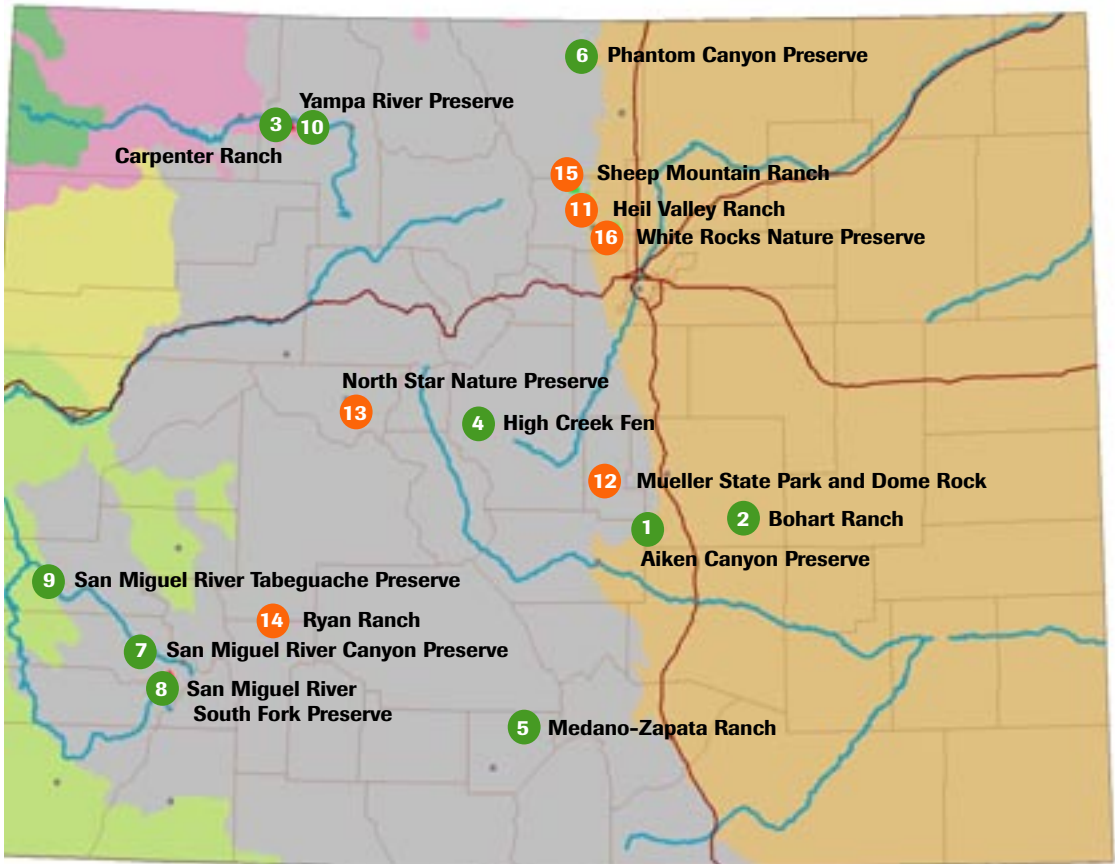 6 Phantom Canyon Preserve
Yampa River Preserve
3 10
Carpenter Ranch
15 Sheep Mountain Ranch
11 Heil Valley Ranch
16 White Rocks Nature Preserve
North Star Nature Preserve
13
4 High Creek Fen
12 Mueller State Park and Dome Rock
2 Bohart Ranch
1
Aiken Canyon Preserve
9 San Miguel River Tabeguache Preserve
14 Ryan Ranch
7 San Miguel River Canyon Preserve
8 San Miguel River
South Fork Preserve
5 Medano-Zapata Ranch